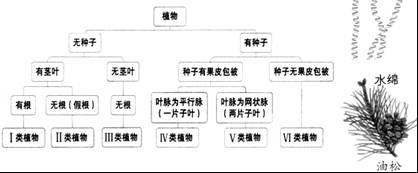 植物
无种子
有种子
有茎叶
无茎叶
种子有果皮包被
种子无果皮包被
有根
无根(假根)
无根
叶脉为平行脉
(一片子叶)
叶脉为网状脉
(两片子叶)
I类植物
II类植物
III类植物
IV类植物
V类植物
VI类植物
水绵
油松